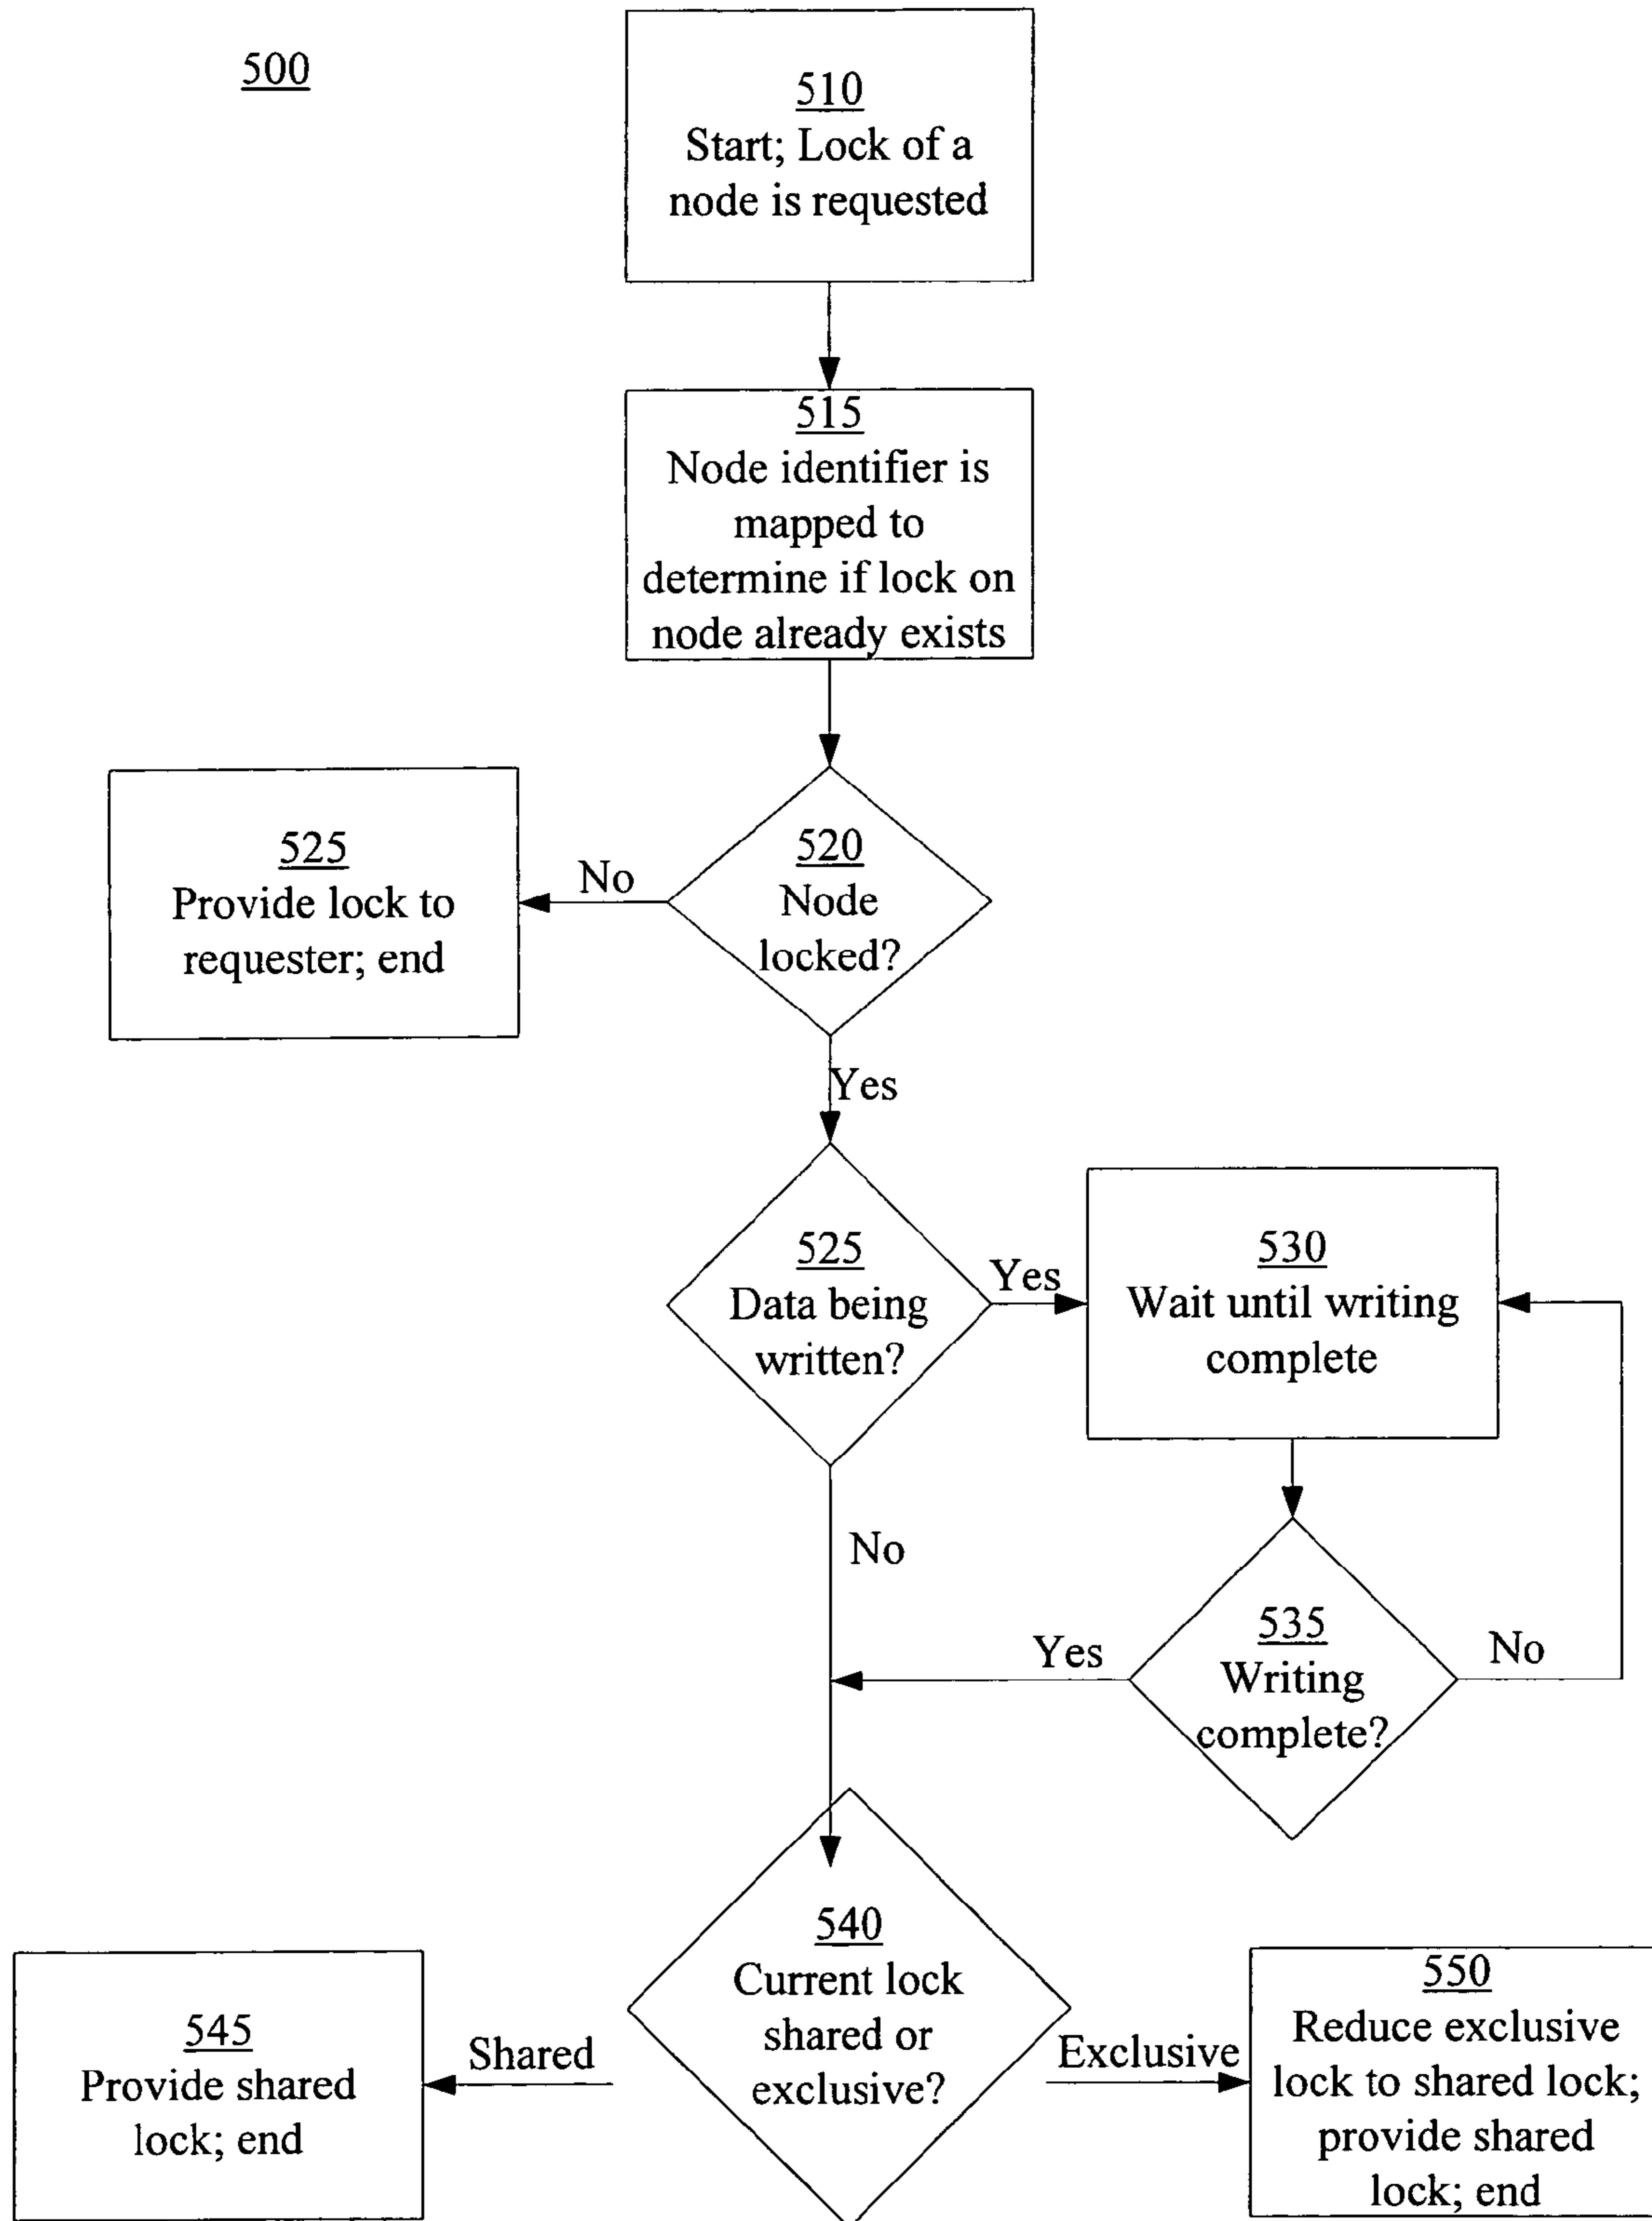 500
510
Start; Lock of a
node is requested
515
Node identifier is
mapped to
determine if lock on
node already exists
520
Node
locked?
No
525
Provide lock to
requester; end
Yes
525
Data being
written?
Yes
530
Wait until writing
complete
No
535
Writing
complete?
Yes
No
540
Current lock
shared or
exclusive?
Shared
545
Provide shared
lock; end
Exclusive
550
Reduce exclusive
lock to shared lock;
provide shared
lock; end